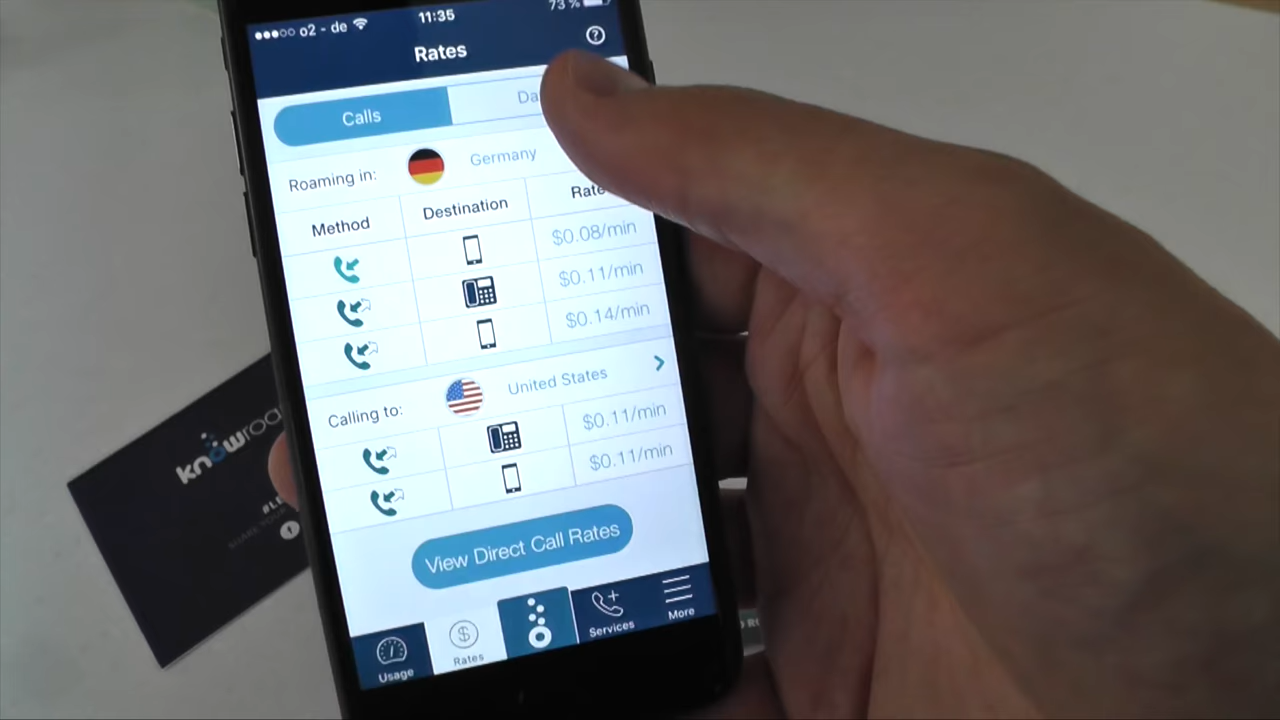 o2 - de 11:35 73 %
Rates
Calls
Roaming in: Germany
Method Destination Rate
$0.08/min
$0.11/min
$0.14/min
Calling to: United States
$0.11/min
$0.11/min
View Direct Call Rates
Usage Rates Services More